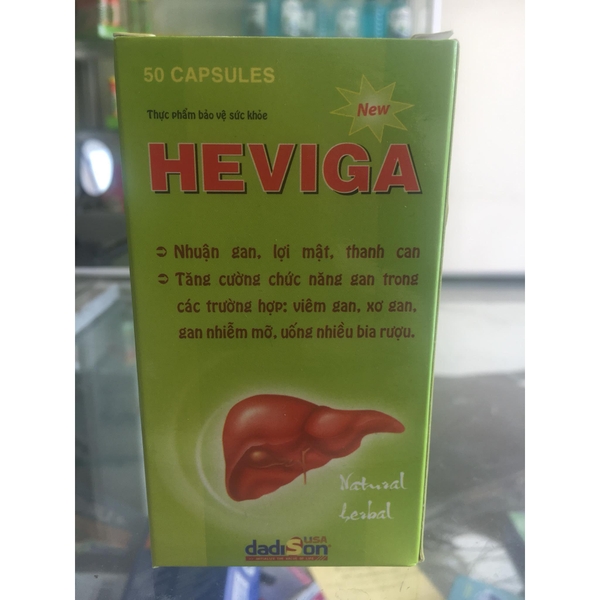 50 CAPSULES
Thực phẩm bảo vệ sức khỏe
New
HEVIGA
Nhuận gan, lợi mật, thanh can
Tăng cường chức năng gan trong
các trường hợp: viêm gan, xơ gan,
gan nhiễm mỡ, uống nhiều bia rượu.
Natural
Lerbal
dadison USA